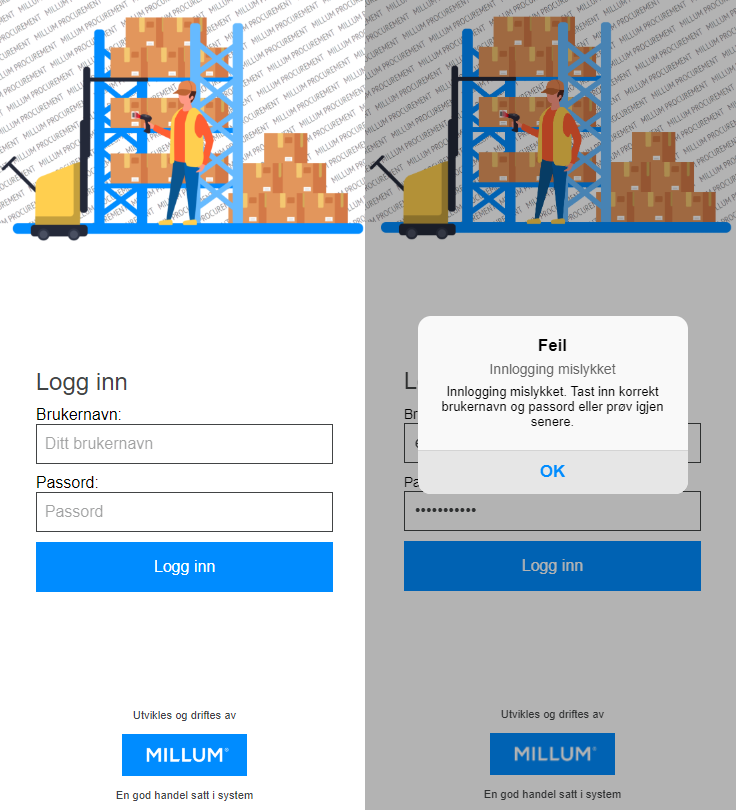 MILLUM PROCUREMENT
Logg inn
Brukernavn:
Ditt brukernavn
Passord:
Passord
Logg inn
Utvikles og driftes av
MILLUM®
En god handel satt i system
MILLUM PROCUREMENT
Feil
Innlogging mislykket
Innlogging mislykket. Tast inn korrekt
brukernavn og passord eller prøv igjen
senere.
OK
•••••••••••
Logg inn
Utvikles og driftes av
MILLUM®
En god handel satt i system